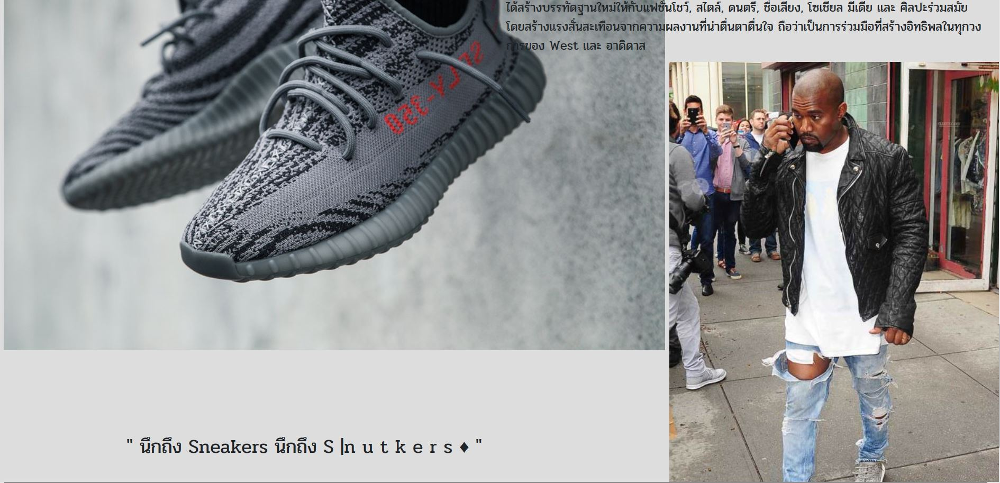 ได้สร้างบรรทัดฐานใหม่ให้กับแฟชั่นโชว์, สไตล์, ดนตรี, ชื่อเสียง, โซเชียล มีเดีย และ ศิลปะร่วมสมัย
โดยสร้างแรงสั่นสะเทือนจากความผลงานที่น่าตื่นตาตื่นใจ ถือว่าเป็นการร่วมมือที่สร้างอิทธิพลในทุกวง
การของ West และ อาดิดาส
SPLY-350
" นึกถึง Sneakers นึกถึง S |n u t k e r s ♦ "